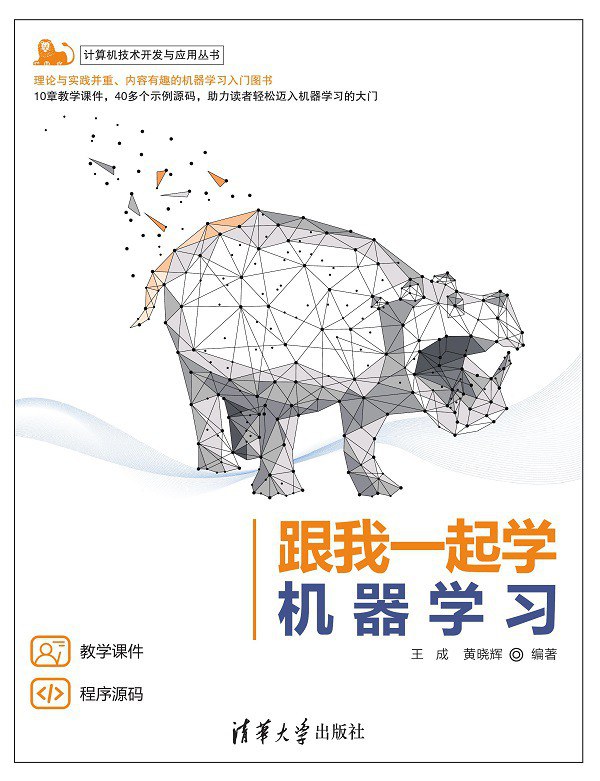 计算机技术开发与应用丛书
理论与实践并重、内容有趣的机器学习入门图书
10章教学课件，40多个示例源码，助力读者轻松迈入机器学习的大门
跟我一起学
机器学习
王 成 黄晓辉 ◎ 编著
教学课件
程序源码
清华大学出版社